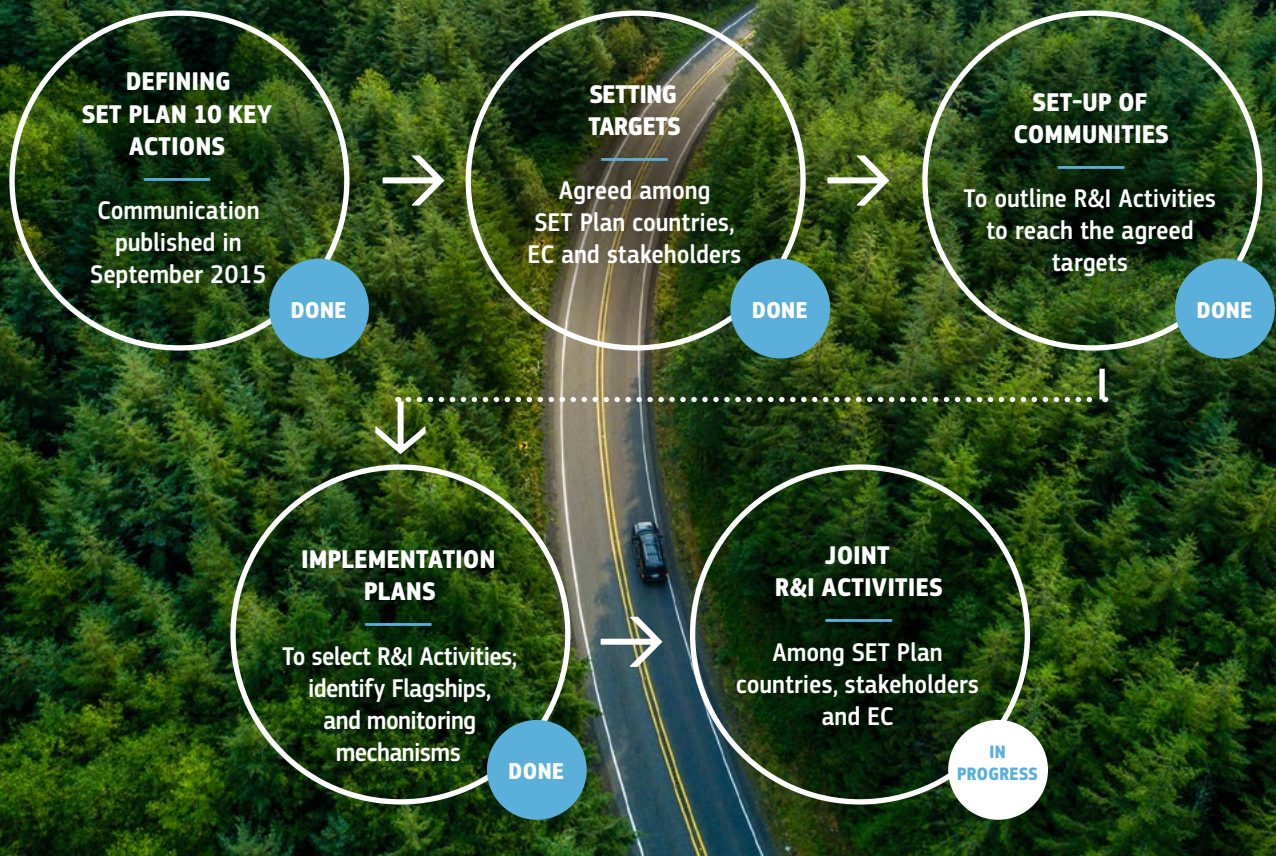 DEFINING
SET PLAN 10 KEY
ACTIONS
Communication
published in
September 2015
DONE
SETTING
TARGETS
Agreed among
SET Plan countries,
EC and stakeholders
DONE
SET-UP OF
COMMUNITIES
To outline R&I Activities
to reach the agreed
targets
DONE
IMPLEMENTATION
PLANS
To select R&I Activities;
identify Flagships,
and monitoring
mechanisms
DONE
JOINT
R&I ACTIVITIES
Among SET Plan
countries, stakeholders
and EC
IN
PROGRESS